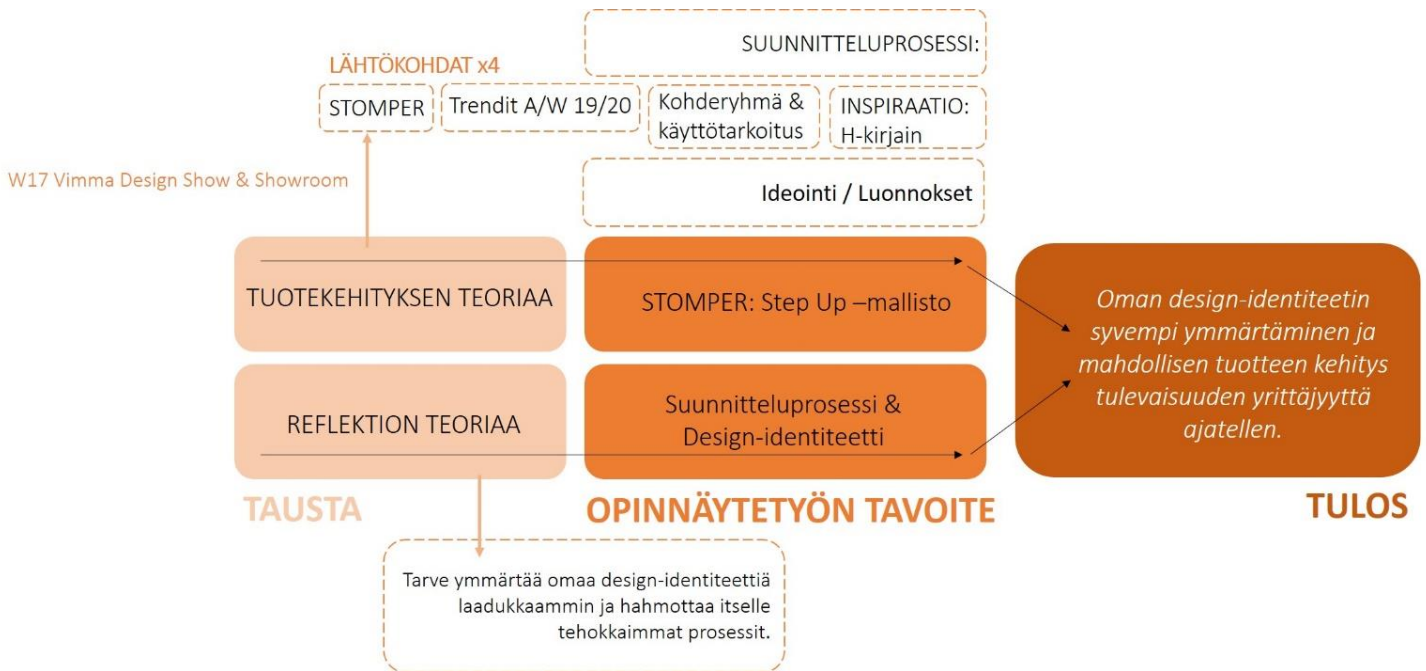 SUUNNITTELUPROSESSI:
LÄHTÖKOHDAT x4
STOMPER
Trendit A/W 19/20
Kohderyhmä &
käyttötarkoitus
INSPIRAATIO:
H-kirjain
W17 Vimma Design Show & Showroom
Ideointi / Luonnokset
TUOTEKEHITYKSEN TEORIAA
STOMPER: Step Up –mallisto
Oman design-identiteetin
syvempi ymmärtäminen ja
mahdollisen tuotteen kehitys
tulevaisuuden yrittäjyyttä
ajatellen.
REFLEKTION TEORIAA
Suunnitteluprosessi &
Design-identiteetti
TAUSTA
OPINNÄYTETYÖN TAVOITE
TULOS
Tarve ymmärtää omaa design-identiteettiä
laadukkaammin ja hahmottaa itselle
tehokkaimmat prosessit.